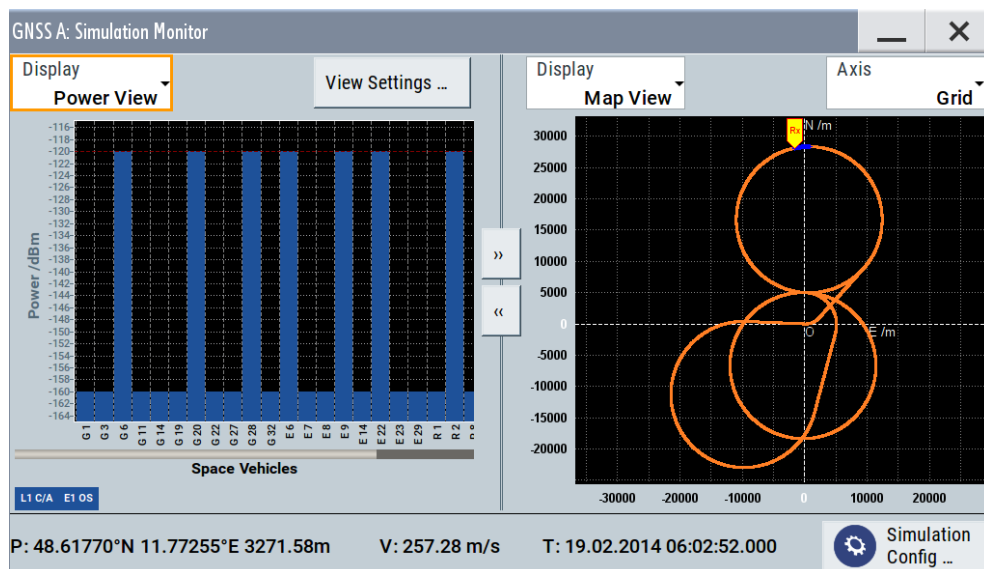 GNSS A: Simulation Monitor
Display
Power View
View Settings ...
Display
Map View
Axis
Grid
-116
-118
-120
-122
-124
-126
-128
-130
-132
-134
-136
-138
-140
-142
-144
-146
-148
-150
-152
-154
-156
-158
-160
-162
-164
Power /dBm
G 1 G 3 G 6 G 11 G 14 G 19 G 20 G 22 G 27 G 28 G 32 E 6 E 7 E 8 E 9 E 14 E 22 E 23 E 29 R 1 R 2
Space Vehicles
L1 C/A E1 OS
››
‹‹
Rx
N /m
30000
25000
20000
15000
10000
5000
0
-5000
-10000
-15000
-20000
O
E /m
-30000 -20000 -10000 0 10000 20000
P: 48.61770°N 11.77255°E 3271.58m V: 257.28 m/s T: 19.02.2014 06:02:52.000
Simulation
Config ...